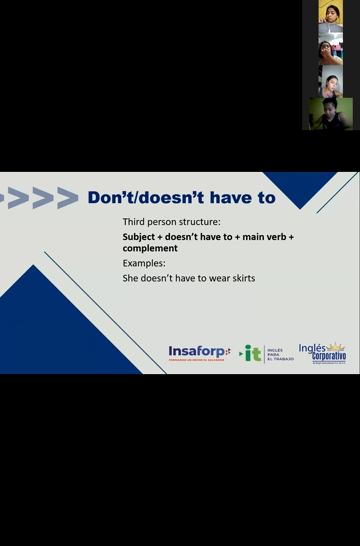 Don't/doesn't have to
Third person structure:
Subject + doesn't have to + main verb +
complement
Examples:
She doesn't have to wear skirts
Insaforp
it
INGLÉS
PARA
EL TRABAJO
Inglés
Corporativo